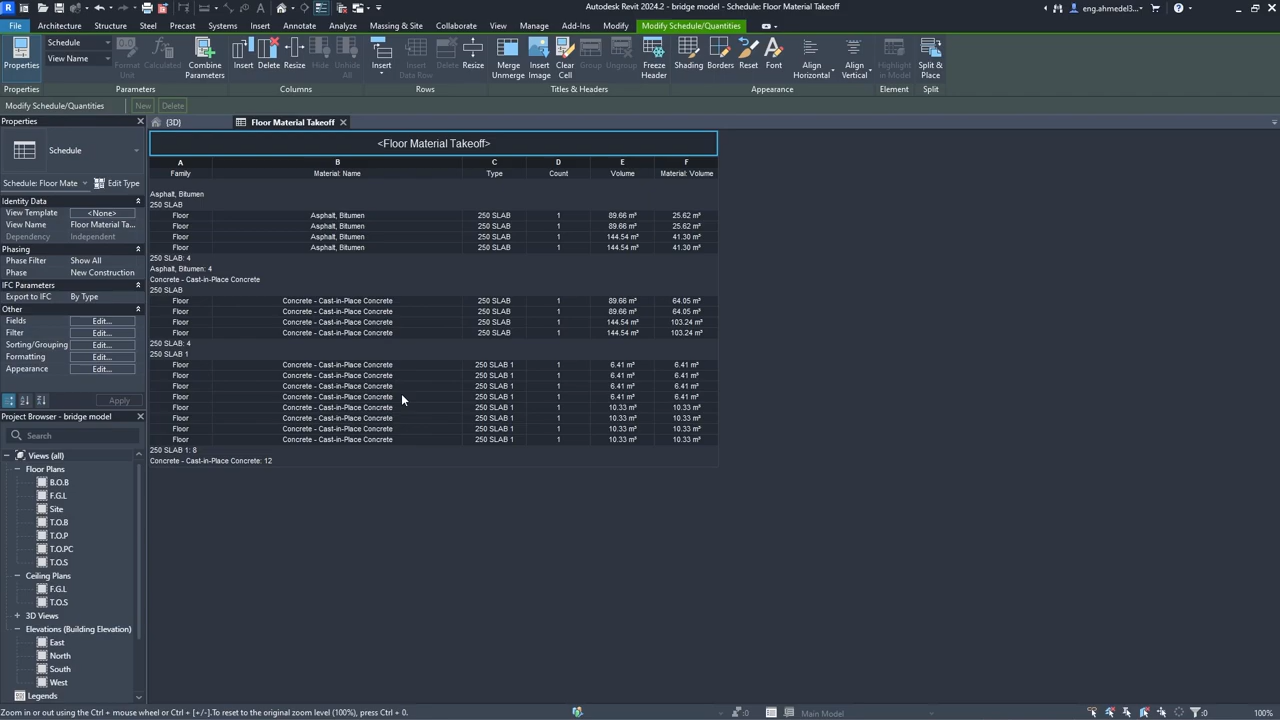 Autodesk Revit 2024.2 - bridge model - Schedule: Floor Material Takeoff
eng.ahmedel3...
File Architecture Structure Steel Precast Systems Insert Annotate Analyze Massing & Site Collaborate View Manage Add-Ins Modify Modify Schedule/Quantities
Properties
Schedule
View Name
Format Unit
Calculated
Combine Parameters
Insert
Delete
Resize
Hide
Unhide All
Insert
Insert Data Row
Delete
Resize
Merge Unmerge
Insert Image
Clear Cell
Group
Ungroup
Freeze Header
Shading
Borders
Reset
Font
Align Horizontal
Align Vertical
Highlight in Model
Split & Place
Properties Parameters Columns Rows Titles & Headers Appearance Element Split
Modify Schedule/Quantities New Delete
Properties
{3D}
Floor Material Takeoff
Schedule
Schedule: Floor Mate
Edit Type
Identity Data
View Template <None>
View Name Floor Material Ta...
Dependency Independent
Phasing
Phase Filter Show All
Phase New Construction
IFC Parameters
Export to IFC By Type
Other
Fields Edit...
Filter Edit...
Sorting/Grouping Edit...
Formatting Edit...
Appearance Edit...
Apply
Project Browser - bridge model
Search
Views (all)
Floor Plans
B.O.B
F.G.L
Site
T.O.B
T.O.P
T.O.PC
T.O.S
Ceiling Plans
F.G.L
T.O.S
3D Views
Elevations (Building Elevation)
East
North
South
West
Legends
<Floor Material Takeoff>
A B C D E F
Family Material: Name Type Count Volume Material: Volume
Asphalt, Bitumen
250 SLAB
Floor Asphalt, Bitumen 250 SLAB 1 89.66 m³ 25.62 m³
Floor Asphalt, Bitumen 250 SLAB 1 89.66 m³ 25.62 m³
Floor Asphalt, Bitumen 250 SLAB 1 144.54 m³ 41.30 m³
Floor Asphalt, Bitumen 250 SLAB 1 144.54 m³ 41.30 m³
250 SLAB: 4
Asphalt, Bitumen: 4
Concrete - Cast-in-Place Concrete
250 SLAB
Floor Concrete - Cast-in-Place Concrete 250 SLAB 1 89.66 m³ 64.05 m³
Floor Concrete - Cast-in-Place Concrete 250 SLAB 1 89.66 m³ 64.05 m³
Floor Concrete - Cast-in-Place Concrete 250 SLAB 1 144.54 m³ 103.24 m³
Floor Concrete - Cast-in-Place Concrete 250 SLAB 1 144.54 m³ 103.24 m³
250 SLAB: 4
250 SLAB 1
Floor Concrete - Cast-in-Place Concrete 250 SLAB 1 1 6.41 m³ 6.41 m³
Floor Concrete - Cast-in-Place Concrete 250 SLAB 1 1 6.41 m³ 6.41 m³
Floor Concrete - Cast-in-Place Concrete 250 SLAB 1 1 6.41 m³ 6.41 m³
Floor Concrete - Cast-in-Place Concrete 250 SLAB 1 1 6.41 m³ 6.41 m³
Floor Concrete - Cast-in-Place Concrete 250 SLAB 1 1 10.33 m³ 10.33 m³
Floor Concrete - Cast-in-Place Concrete 250 SLAB 1 1 10.33 m³ 10.33 m³
Floor Concrete - Cast-in-Place Concrete 250 SLAB 1 1 10.33 m³ 10.33 m³
Floor Concrete - Cast-in-Place Concrete 250 SLAB 1 1 10.33 m³ 10.33 m³
250 SLAB 1: 8
Concrete - Cast-in-Place Concrete: 12
Zoom in or out using the Ctrl + mouse wheel or Ctrl + [+/-].To reset to the original zoom level (100%), press Ctrl + 0.
:0
Main Model
:0
100%